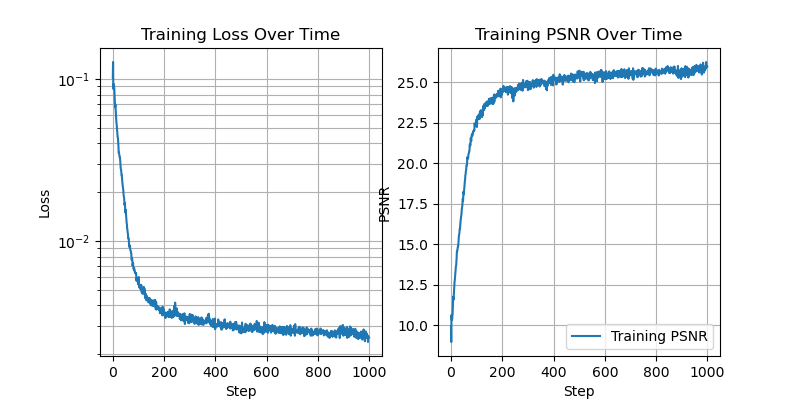 Training Loss Over Time
Loss
10⁻¹
10⁻²
0 200 400 600 800 1000
Step
Training PSNR Over Time
PSNR
25.0
22.5
20.0
17.5
15.0
12.5
10.0
Training PSNR
0 200 400 600 800 1000
Step